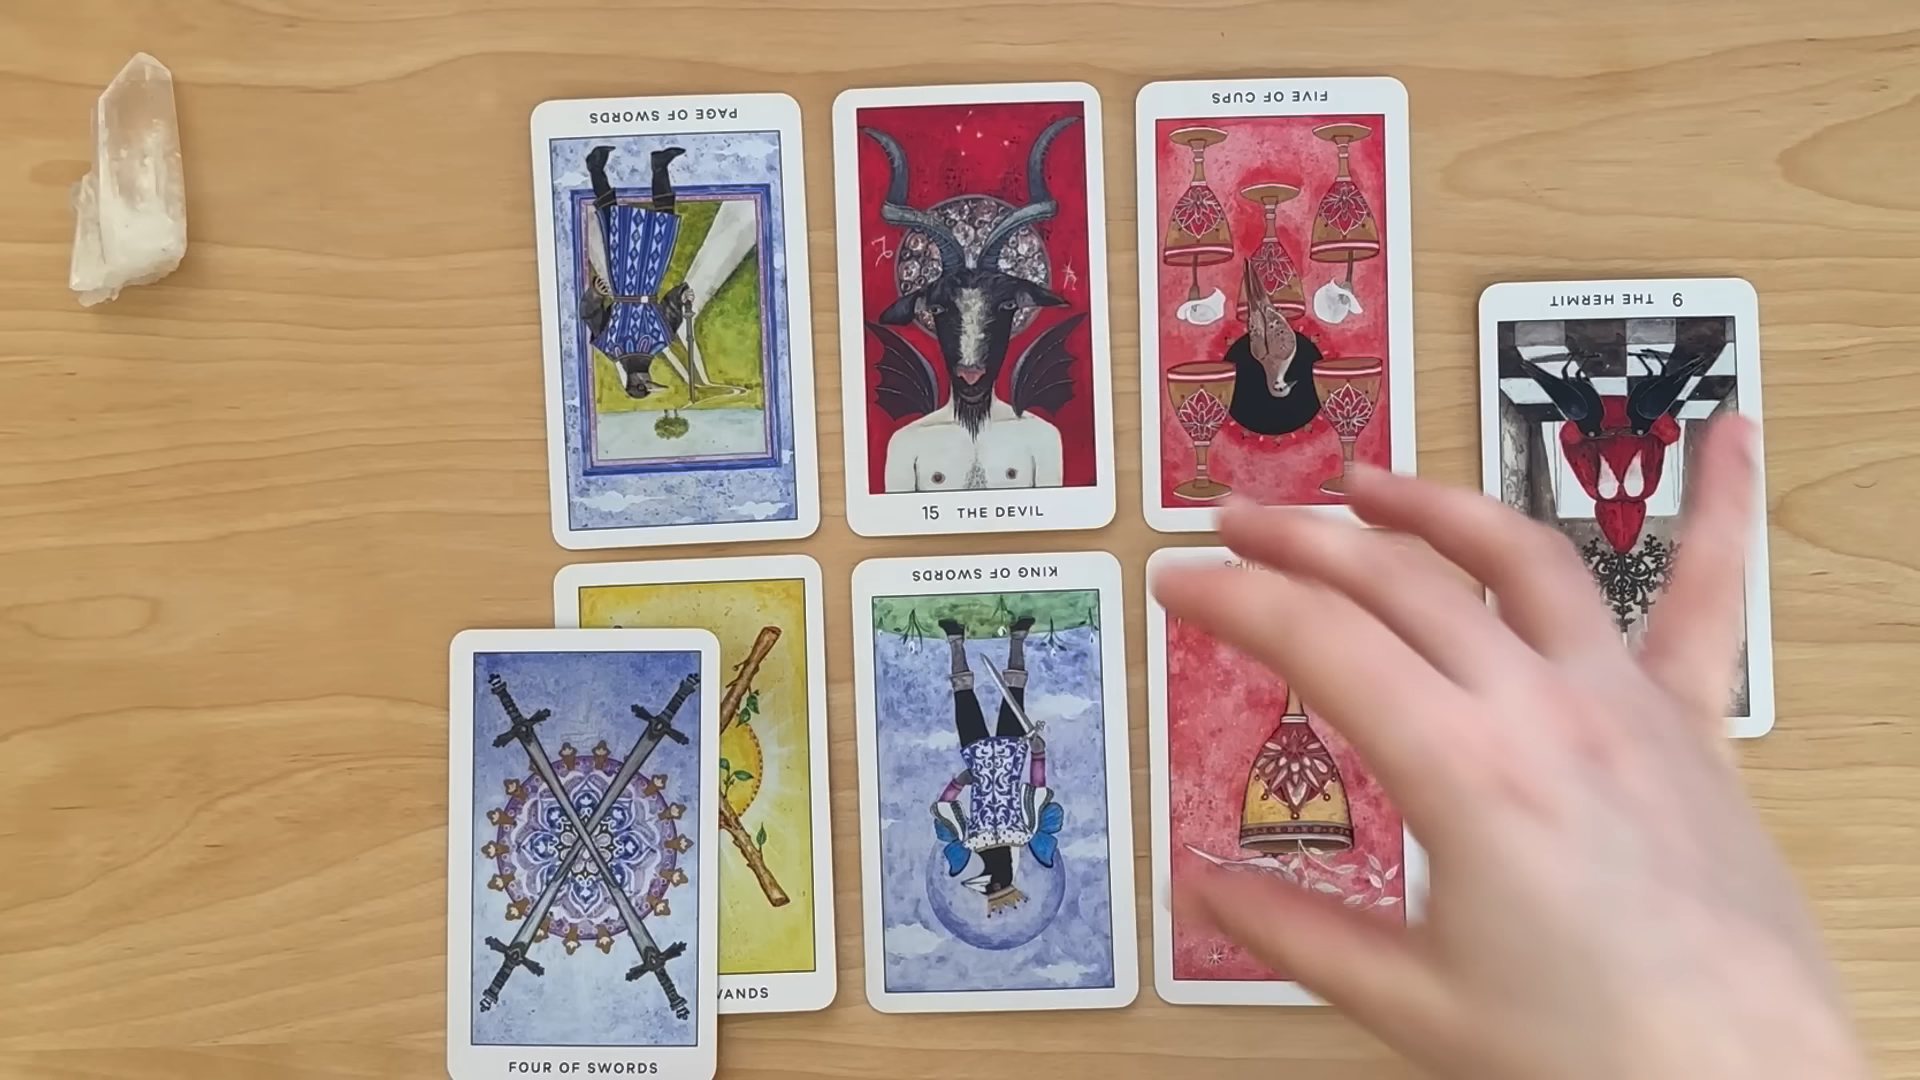 PAGE OF SWORDS
15 THE DEVIL
FIVE OF CUPS
9 THE HERMIT
WANDS
KING OF SWORDS
CUPS
FOUR OF SWORDS